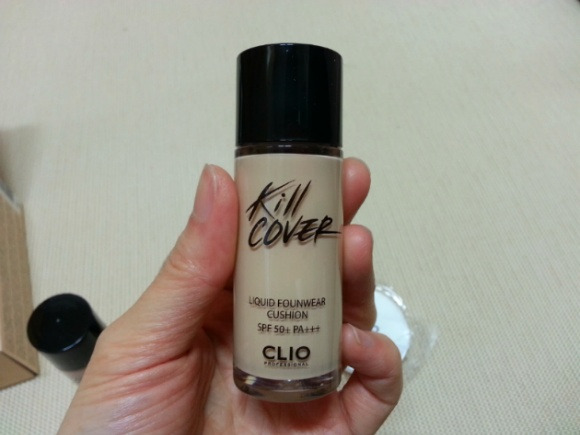 Kill
COVER
LIQUID FOUNWEAR
CUSHION
SPF 50+ PA+++
CLIO
PROFESSIONAL